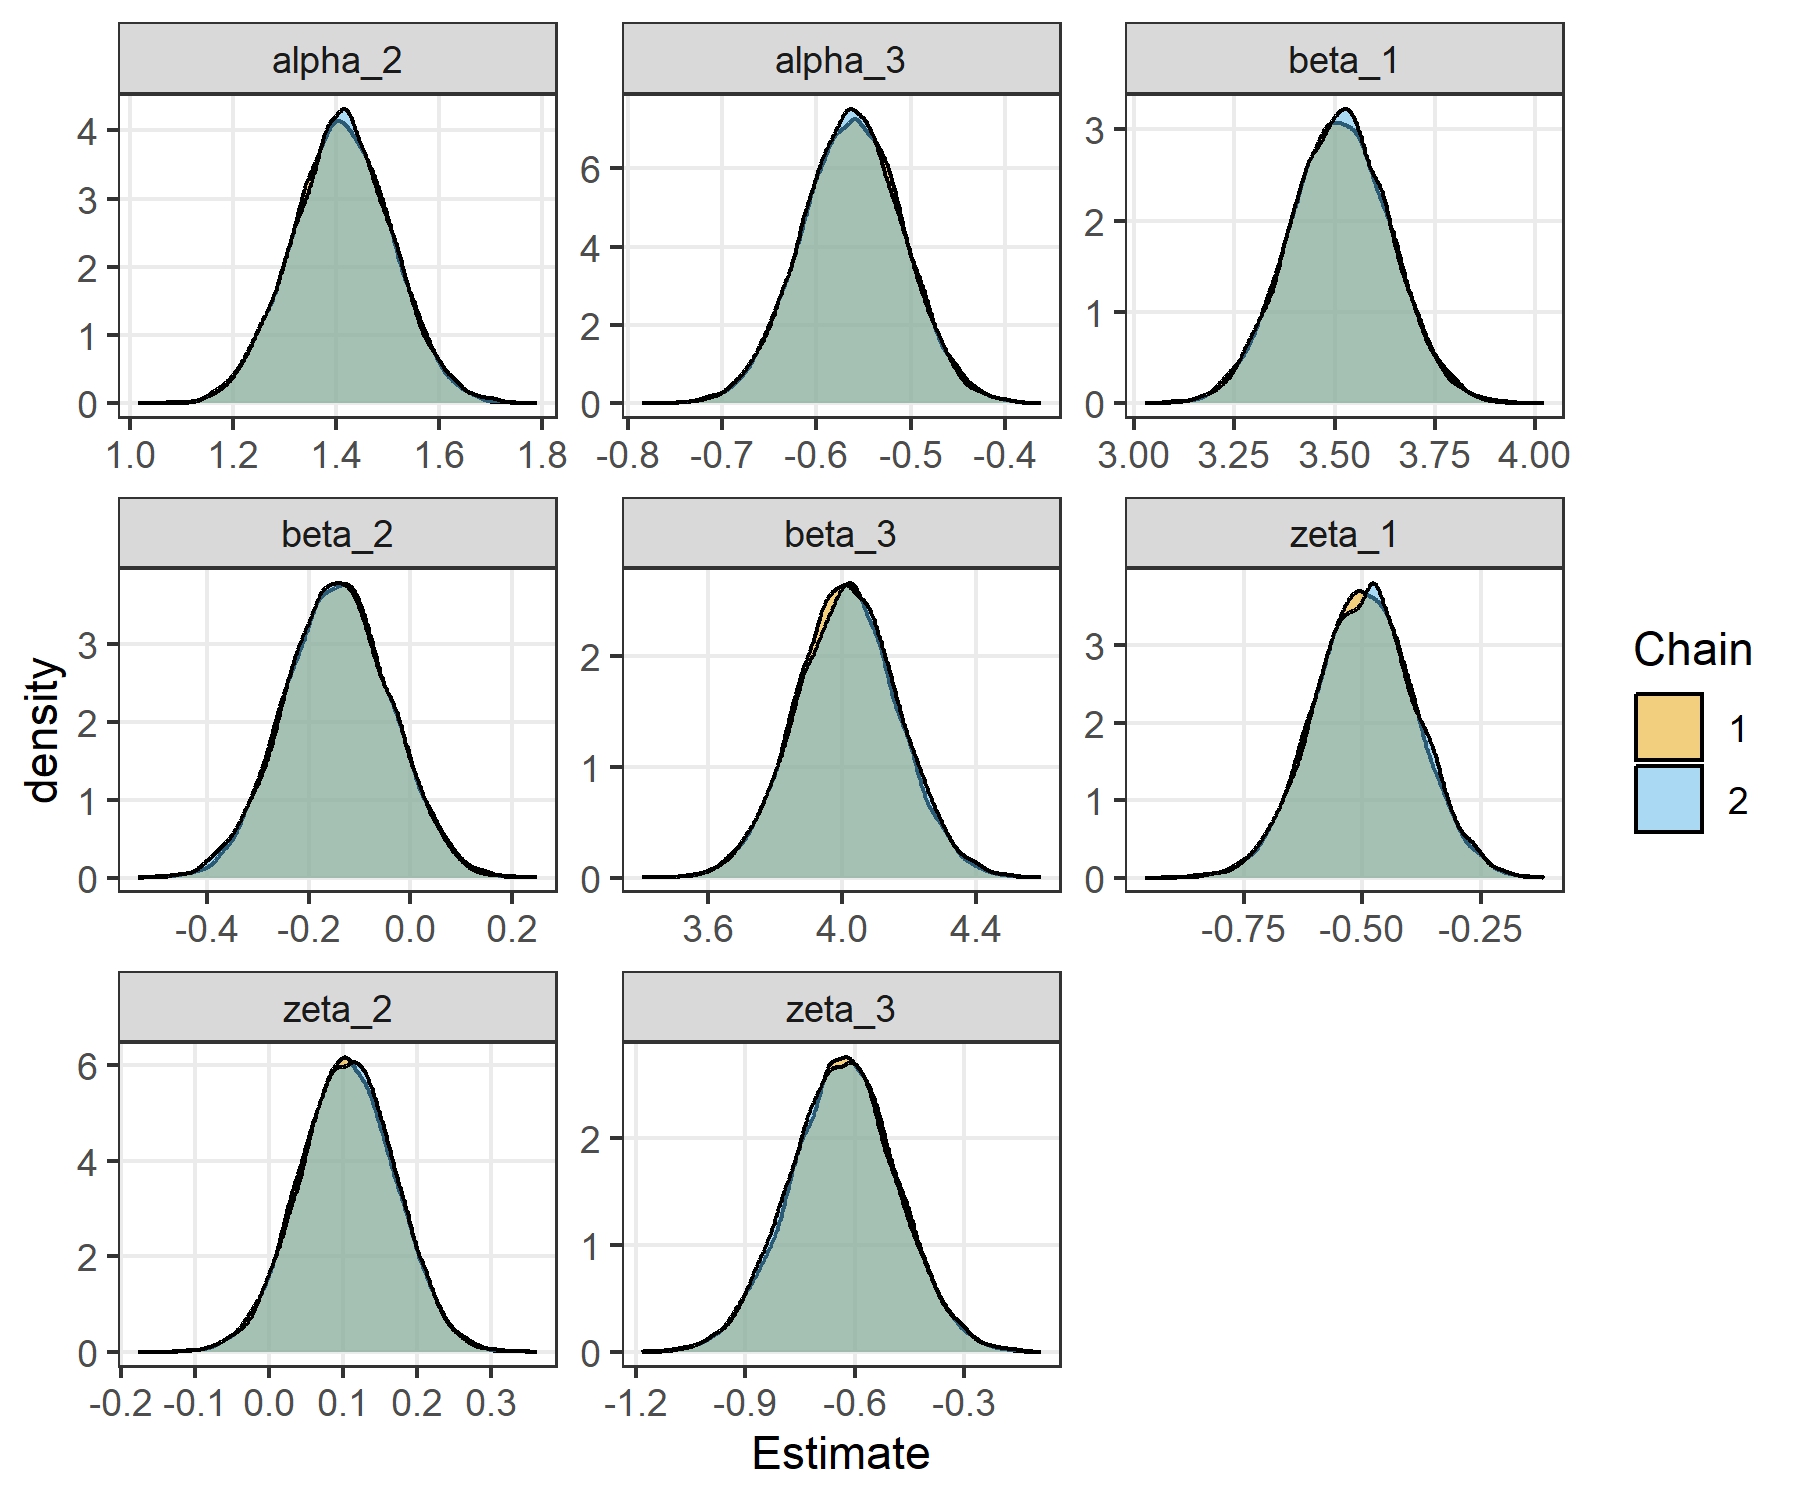 alpha_2 alpha_3 beta_1
4 6 3
3 4 2
2 2 1
1 0 0
0
1.0 1.2 1.4 1.6 1.8 -0.8 -0.7 -0.6 -0.5 -0.4 3.00 3.25 3.50 3.75 4.00
beta_2 beta_3 zeta_1
3 2 3
2 1 2
1 0 1
0 0
-0.4 -0.2 0.0 0.2 3.6 4.0 4.4 -0.75 -0.50 -0.25
zeta_2 zeta_3
6 2
4 1
2 0
0
-0.2 -0.1 0.0 0.1 0.2 0.3 -1.2 -0.9 -0.6 -0.3
density
Estimate
Chain
1
2